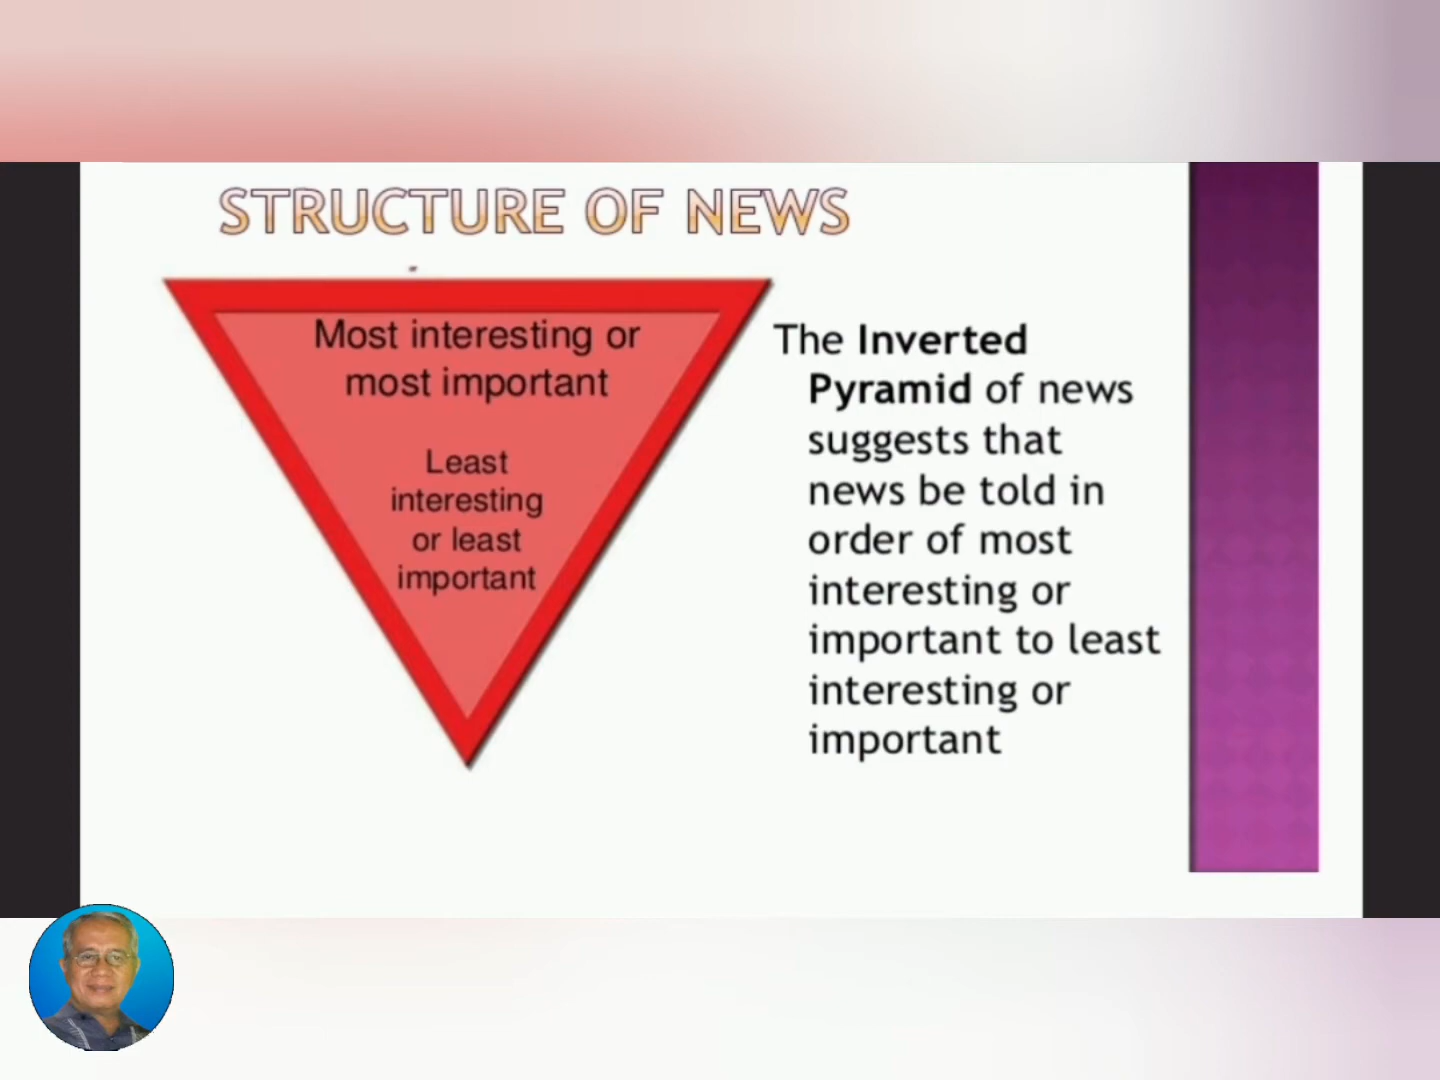 STRUCTURE OF NEWS
Most interesting or
most important
Least
interesting
or least
important
The Inverted
Pyramid of news
suggests that
news be told in
order of most
interesting or
important to least
interesting or
important